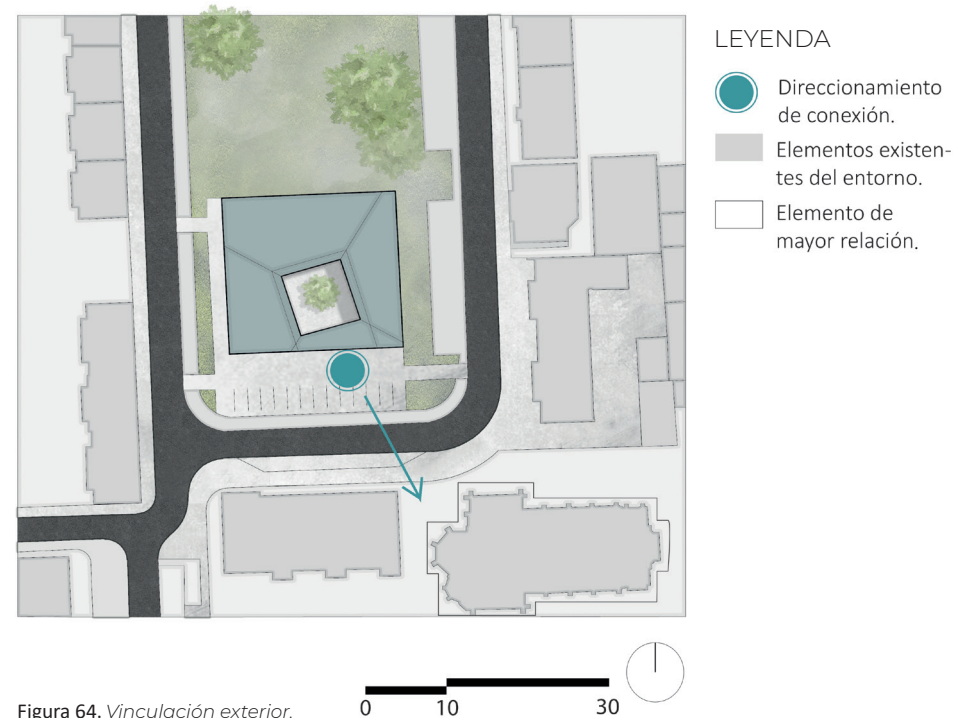 LEYENDA
Direccionamiento
de conexión.
Elementos existen-
tes del entorno.
Elemento de
mayor relación.
Figura 64. Vinculación exterior.
0 10 30